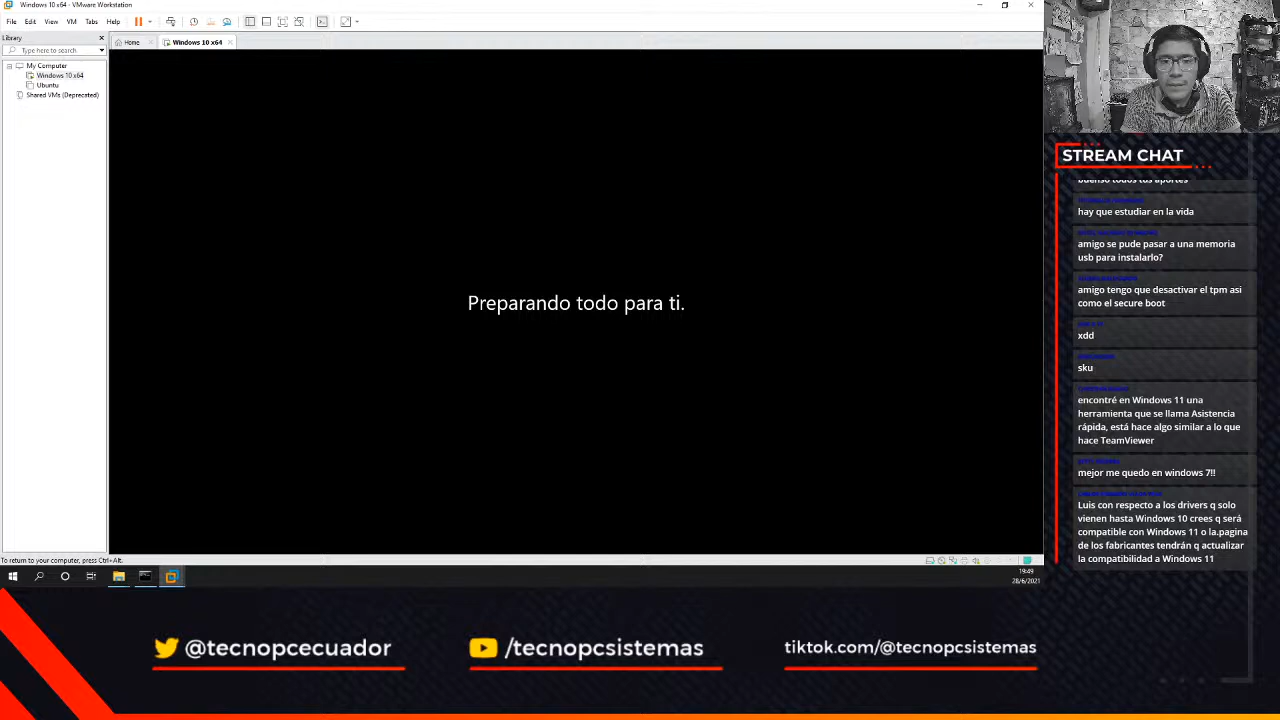 Windows 10 x64 - VMware Workstation
File Edit View VM Tabs Help
Library
Type here to search
My Computer
Windows 10 x64
Ubuntu
Shared VMs (Deprecated)
Home
Windows 10 x64
Preparando todo para ti.
To return to your computer, press Ctrl+Alt.
19:49
28/6/2021
STREAM CHAT
buenso todos tus aportes
hay que estudiar en la vida
amigo se pude pasar a una memoria
usb para instalarlo?
amigo tengo que desactivar el tpm asi
como el secure boot
xdd
sku
encontré en Windows 11 una
herramienta que se llama Asistencia
rápida, está hace algo similar a lo que
hace TeamViewer
mejor me quedo en windows 7!!
Luis con respecto a los drivers q solo
vienen hasta Windows 10 crees q será
compatible con Windows 11 o la.pagina
de los fabricantes tendrán q actualizar
la compatibilidad a Windows 11
@tecnopcecuador
/tecnopcsistemas
tiktok.com/@tecnopcsistemas